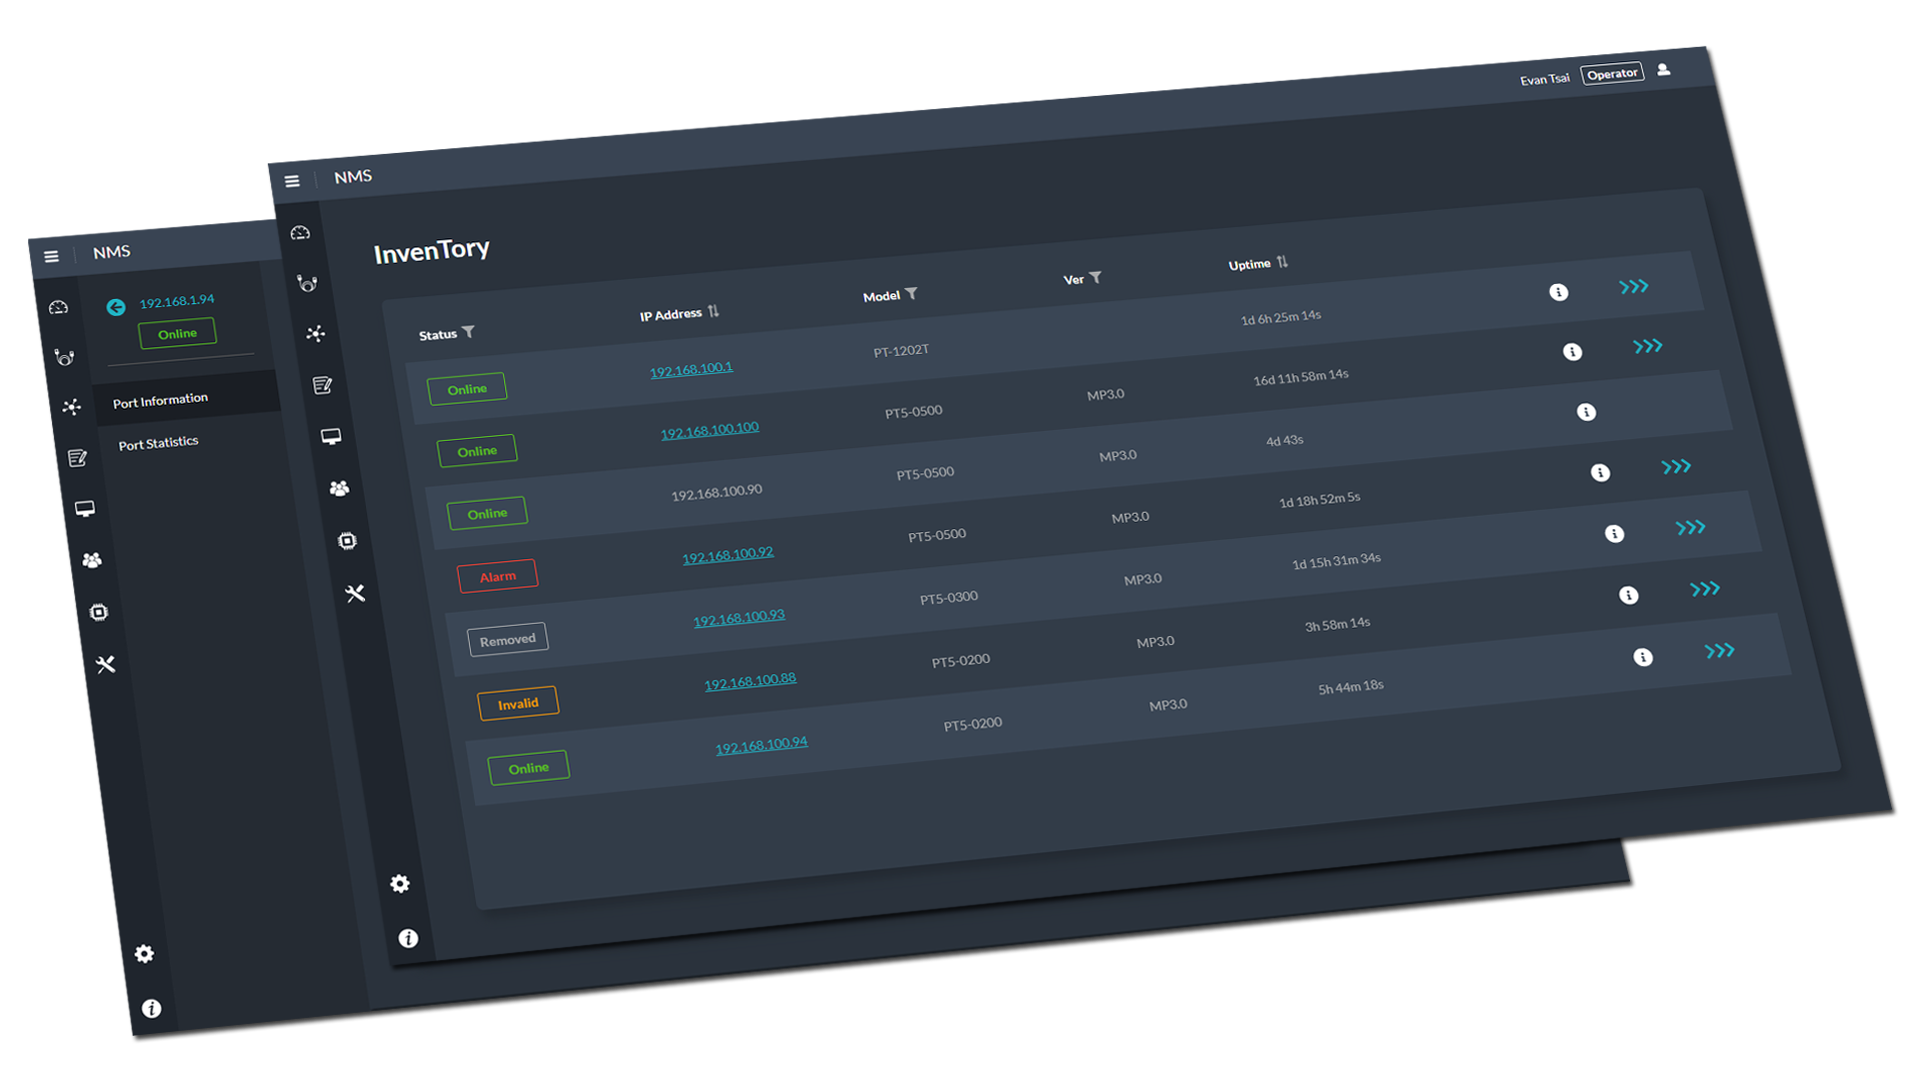 NMS
192.168.1.94
Online
Port Information
Port Statistics
NMS
Evan Tsai Operator
InvenTory
Status IP Address Model Ver Uptime
Online 192.168.100.1 PT-1202T 1d 6h 25m 14s
Online 192.168.100.100 PT5-0500 MP3.0 16d 11h 58m 14s
Online 192.168.100.90 PT5-0500 MP3.0 4d 43s
Alarm 192.168.100.92 PT5-0500 MP3.0 1d 18h 52m 5s
Removed 192.168.100.93 PT5-0300 MP3.0 1d 15h 31m 34s
Invalid 192.168.100.88 PT5-0200 MP3.0 3h 58m 14s
Online 192.168.100.94 PT5-0200 MP3.0 5h 44m 18s